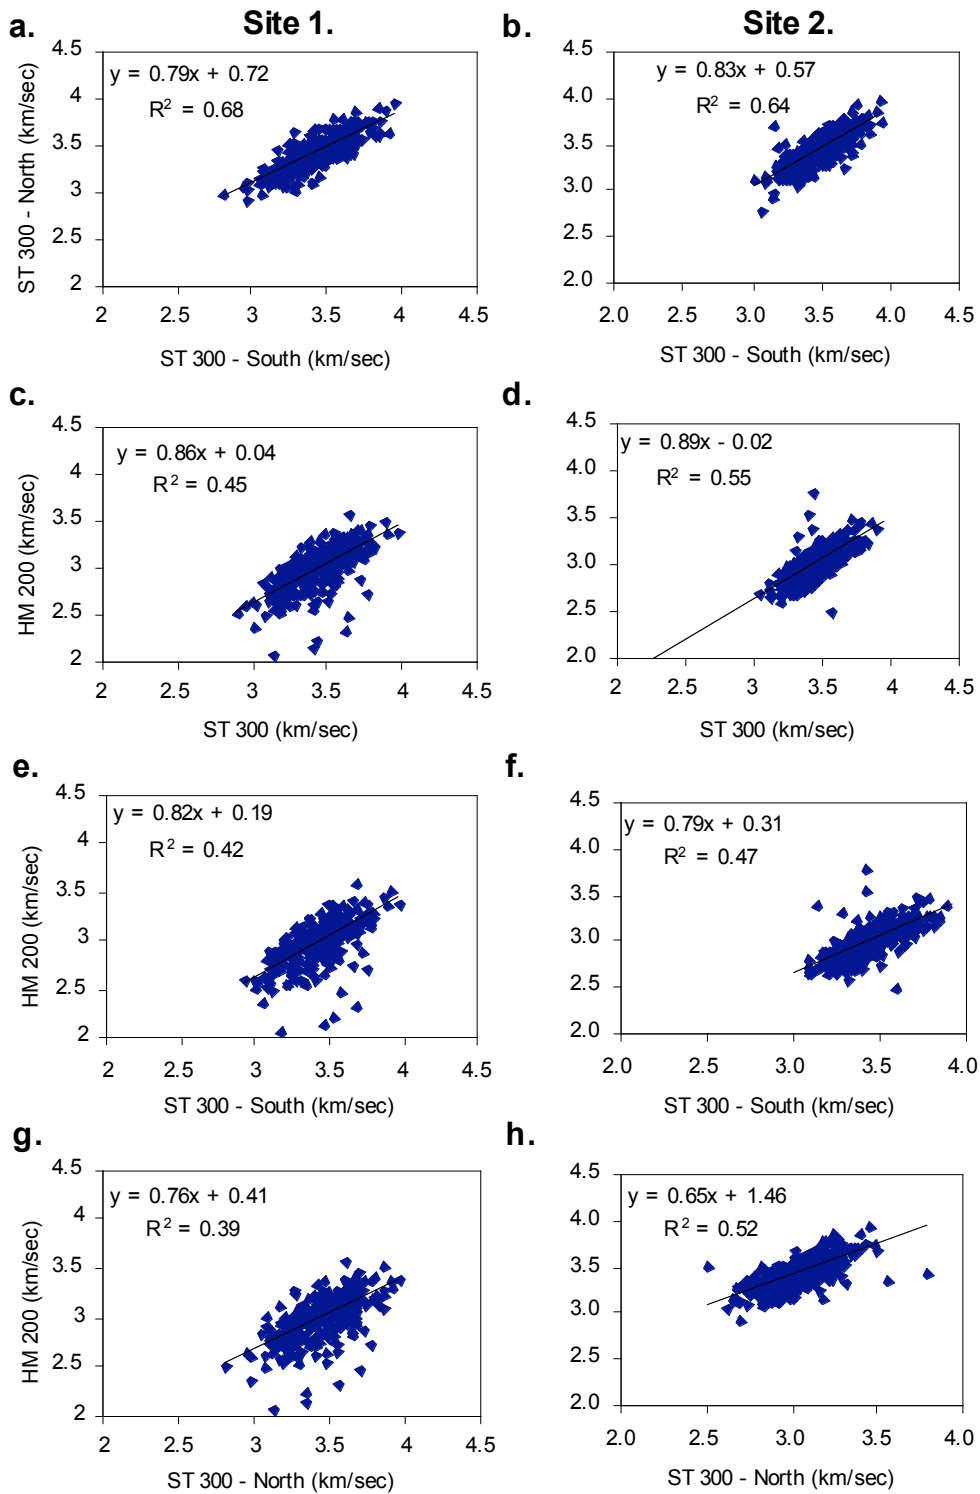 a.
Site 1.
b.
Site 2.
y = 0.79x + 0.72
R² = 0.68
ST 300 - North (km/sec)
4.5
4
3.5
3
2.5
2
2 2.5 3 3.5 4 4.5
ST 300 - South (km/sec)
y = 0.83x + 0.57
R² = 0.64
4.5
4.0
3.5
3.0
2.5
2.0
2.0 2.5 3.0 3.5 4.0 4.5
ST 300 - South (km/sec)
c.
y = 0.86x + 0.04
R² = 0.45
HM 200 (km/sec)
4.5
4
3.5
3
2.5
2
2 2.5 3 3.5 4 4.5
ST 300 (km/sec)
d.
y = 0.89x - 0.02
R² = 0.55
4.5
4.0
3.5
3.0
2.5
2.0
2 2.5 3 3.5 4 4.5
ST 300 (km/sec)
e.
y = 0.82x + 0.19
R² = 0.42
HM 200 (km/sec)
4.5
4
3.5
3
2.5
2
2 2.5 3 3.5 4 4.5
ST 300 - South (km/sec)
f.
y = 0.79x + 0.31
R² = 0.47
4.5
4.0
3.5
3.0
2.5
2.0
2.0 2.5 3.0 3.5 4.0
ST 300 - South (km/sec)
g.
y = 0.76x + 0.41
R² = 0.39
HM 200 (km/sec)
4.5
4
3.5
3
2.5
2
2 2.5 3 3.5 4 4.5
ST 300 - North (km/sec)
h.
y = 0.65x + 1.46
R² = 0.52
4.5
4.0
3.5
3.0
2.5
2.0
2.0 2.5 3.0 3.5 4.0
ST 300 - North (km/sec)